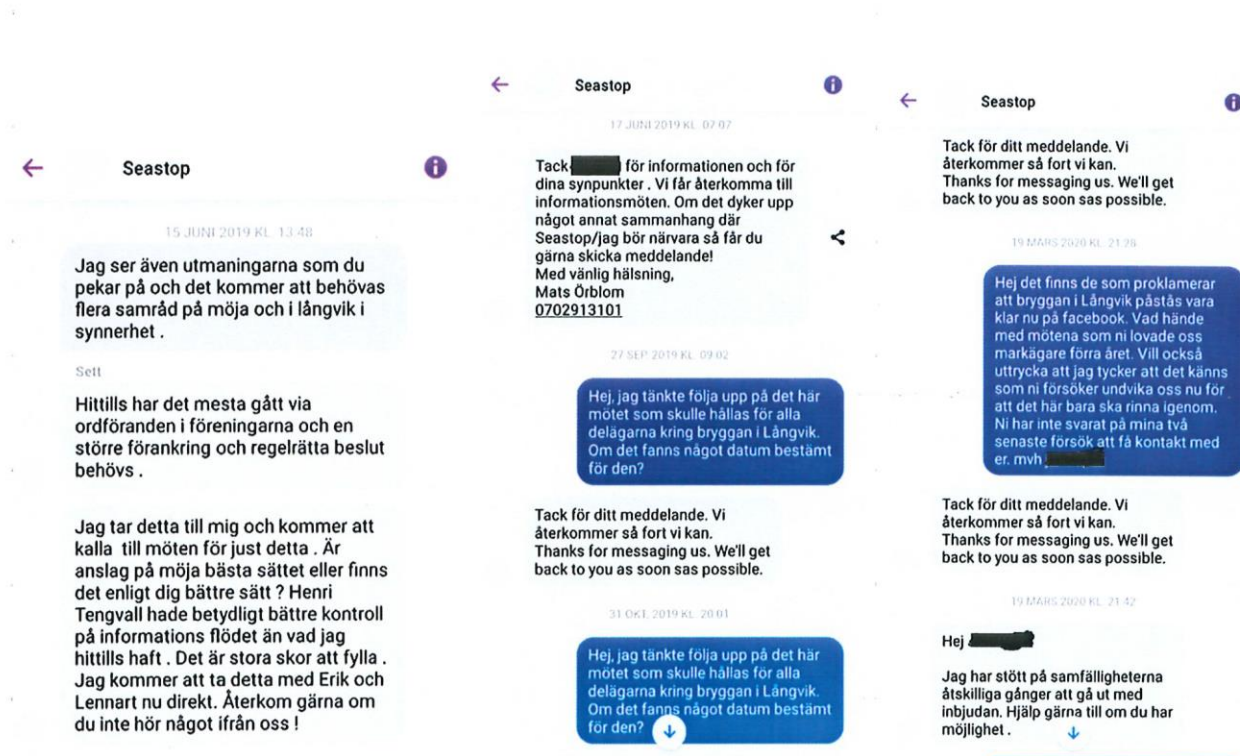 Seastop
15 JUNI 2019 KL. 13:48
Jag ser även utmaningarna som du
pekar på och det kommer att behövas
flera samråd på möja och i långvik i
synnerhet .
Sett
Hittills har det mesta gått via
ordföranden i föreningarna och en
större förankring och regelrätta beslut
behövs .
Jag tar detta till mig och kommer att
kalla till möten för just detta . Är
anslag på möja bästa sättet eller finns
det enligt dig bättre sätt ? Henri
Tengvall hade betydligt bättre kontroll
på informations flödet än vad jag
hittills haft . Det är stora skor att fylla .
Jag kommer att ta detta med Erik och
Lennart nu direkt. Återkom gärna om
du inte hör något ifrån oss !
Seastop
17 JUNI 2019 KL. 07:07
Tack för informationen och för
dina synpunkter . Vi får återkomma till
informationsmöten. Om det dyker upp
något annat sammanhang där
Seastop/jag bör närvara så får du
gärna skicka meddelande!
Med vänlig hälsning,
Mats Örblom
0702913101
27 SEP. 2019 KL. 09:02
Hej, jag tänkte följa upp på det här
mötet som skulle hållas för alla
delägarna kring bryggan i Långvik.
Om det fanns något datum bestämt
för den?
Tack för ditt meddelande. Vi
återkommer så fort vi kan.
Thanks for messaging us. We'll get
back to you as soon sas possible.
31 OKT. 2019 KL. 20:01
Hej, jag tänkte följa upp på det här
mötet som skulle hållas för alla
delägarna kring bryggan i Långvik.
Om det fanns något datum bestämt
för den?
Seastop
Tack för ditt meddelande. Vi
återkommer så fort vi kan.
Thanks for messaging us. We'll get
back to you as soon sas possible.
19 MARS 2020 KL. 21:28
Hej det finns de som proklamerar
att bryggan i Långvik påstås vara
klar nu på facebook. Vad hände
med mötena som ni lovade oss
markägare förra året. Vill också
uttrycka att jag tycker att det känns
som ni försöker undvika oss nu för
att det här bara ska rinna igenom.
Ni har inte svarat på mina två
senaste försök att få kontakt med
er. mvh
Tack för ditt meddelande. Vi
återkommer så fort vi kan.
Thanks for messaging us. We'll get
back to you as soon sas possible.
19 MARS 2020 KL. 21:42
Hej
Jag har stött på samfälligheterna
åtskilliga gånger att gå ut med
inbjudan. Hjälp gärna till om du har
möjlighet .